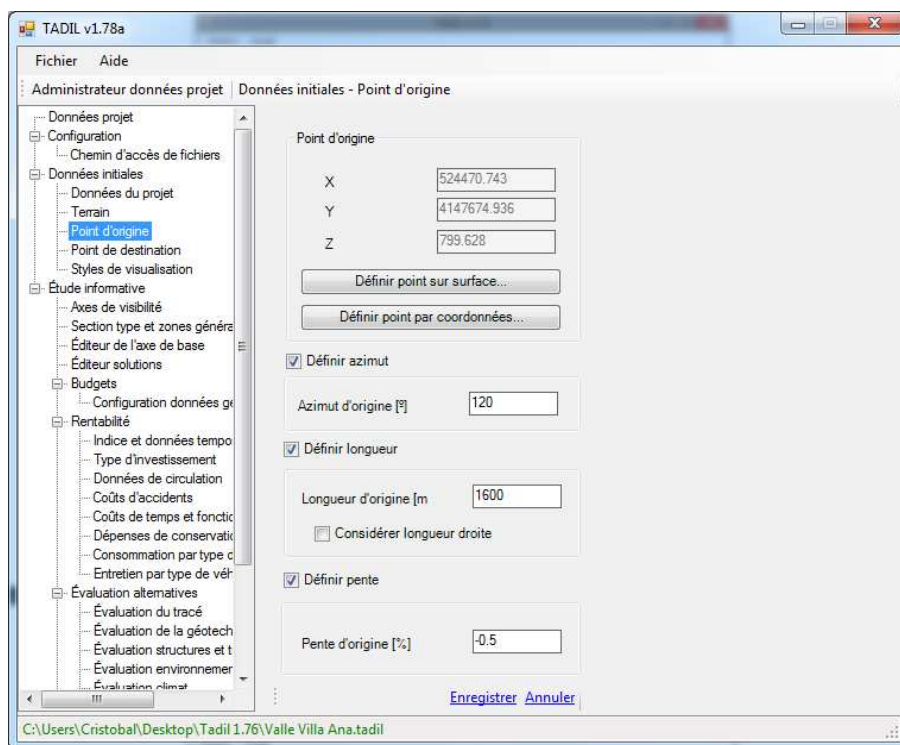 TADIL v1.78a
Fichier Aide
Administrateur données projet Données initiales - Point d'origine
Données projet
Configuration
Chemin d'accès de fichiers
Données initiales
Données du projet
Terrain
Point d'origine
Point de destination
Styles de visualisation
Étude informative
Axes de visibilité
Section type et zones généra
Éditeur de l'axe de base
Éditeur solutions
Budgets
Configuration données gé
Rentabilité
Indice et données tempo
Type d'investissement
Données de circulation
Coûts d'accidents
Coûts de temps et fonctio
Dépenses de conservati
Consommation par type d
Entretien par type de véh
Évaluation alternatives
Évaluation du tracé
Évaluation de la géotech
Évaluation structures et t
Évaluation environnemer
Évaluation climat
Point d'origine
X 524470.743
Y 4147674.936
Z 799.628
Définir point sur surface...
Définir point par coordonnées...
Définir azimut
Azimut d'origine [º] 120
Définir longueur
Longueur d'origine [m 1600
Considérer longueur droite
Définir pente
Pente d'origine [%] -0.5
Enregistrer Annuler
C:\Users\Cristobal\Desktop\Tadil 1.76\Valle Villa Ana.tadil